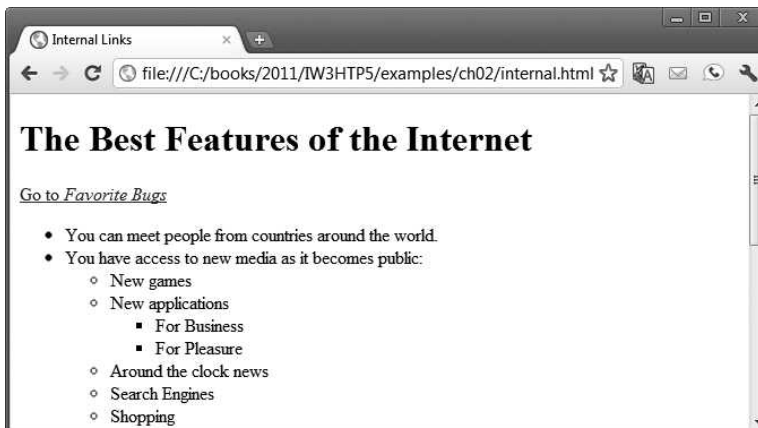 Internal Links
file:///C:/books/2011/IW3HTP5/examples/ch02/internal.html
The Best Features of the Internet
Go to Favorite Bugs
• You can meet people from countries around the world.
• You have access to new media as it becomes public:
◦ New games
◦ New applications
▪ For Business
▪ For Pleasure
◦ Around the clock news
◦ Search Engines
◦ Shopping